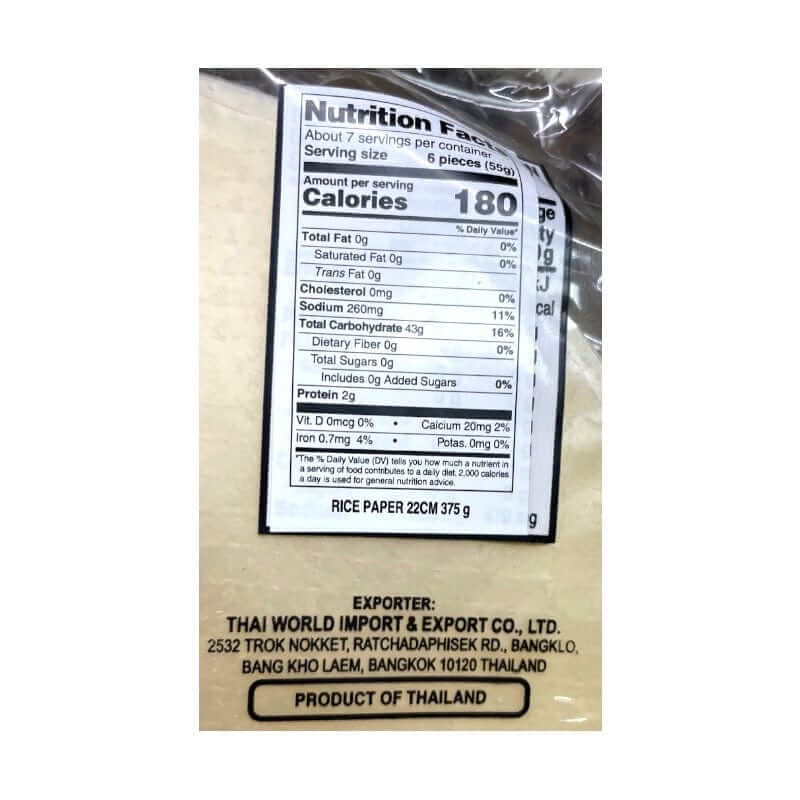 Nutrition Fac
About 7 servings per container
Serving size 6 pieces (55g)
Amount per serving
Calories 180
% Daily Value*
Total Fat 0g 0%
Saturated Fat 0g 0%
Trans Fat 0g
Cholesterol 0mg 0%
Sodium 260mg 11%
Total Carbohydrate 43g 16%
Dietary Fiber 0g 0%
Total Sugars 0g
Includes 0g Added Sugars 0%
Protein 2g
Vit. D 0mcg 0% • Calcium 20mg 2%
Iron 0.7mg 4% • Potas. 0mg 0%
*The % Daily Value (DV) tells you how much a nutrient in
a serving of food contributes to a daily diet. 2,000 calories
a day is used for general nutrition advice.
RICE PAPER 22CM 375 g
ge
ty
g
kJ
cal
g
EXPORTER:
THAI WORLD IMPORT & EXPORT CO., LTD.
2532 TROK NOKKET, RATCHADAPHISEK RD., BANGKLO,
BANG KHO LAEM, BANGKOK 10120 THAILAND
PRODUCT OF THAILAND